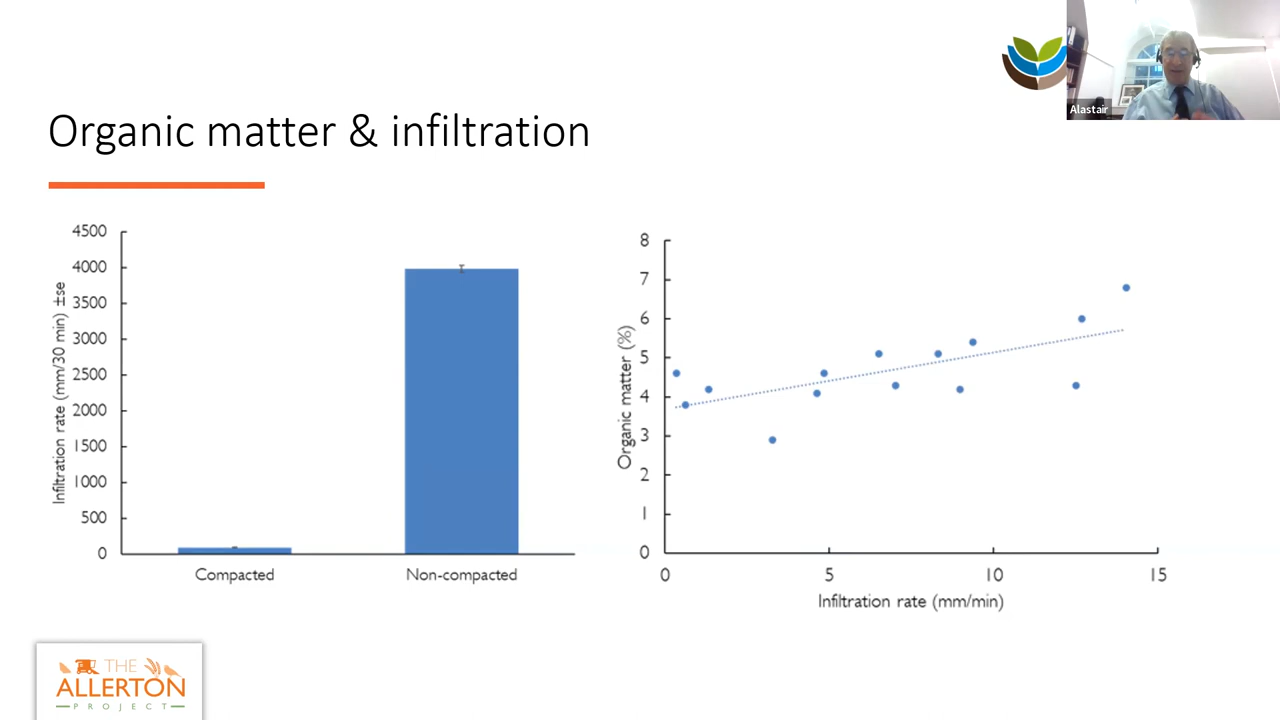 Alastair
Organic matter & infiltration
Infiltration rate (mm/30 min) ±se
4500
4000
3500
3000
2500
2000
1500
1000
500
0
Compacted
Non-compacted
Organic matter (%)
8
7
6
5
4
3
2
1
0
0
5
10
15
Infiltration rate (mm/min)
THE
ALLERTON
PROJECT